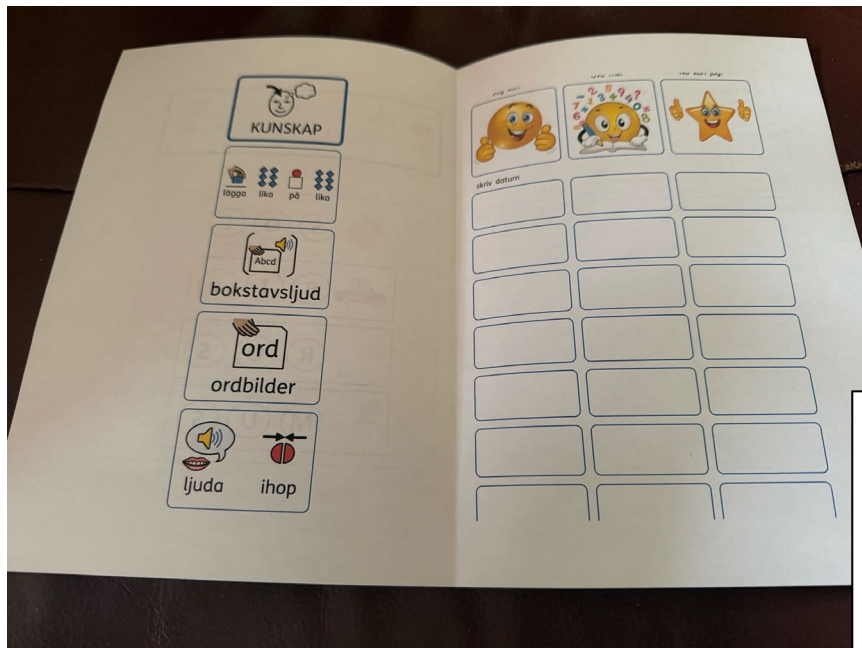 KUNSKAP
lägga lika på lika
Abcd
bokstavsljud
ord
ordbilder
ljuda ihop
skriv datum